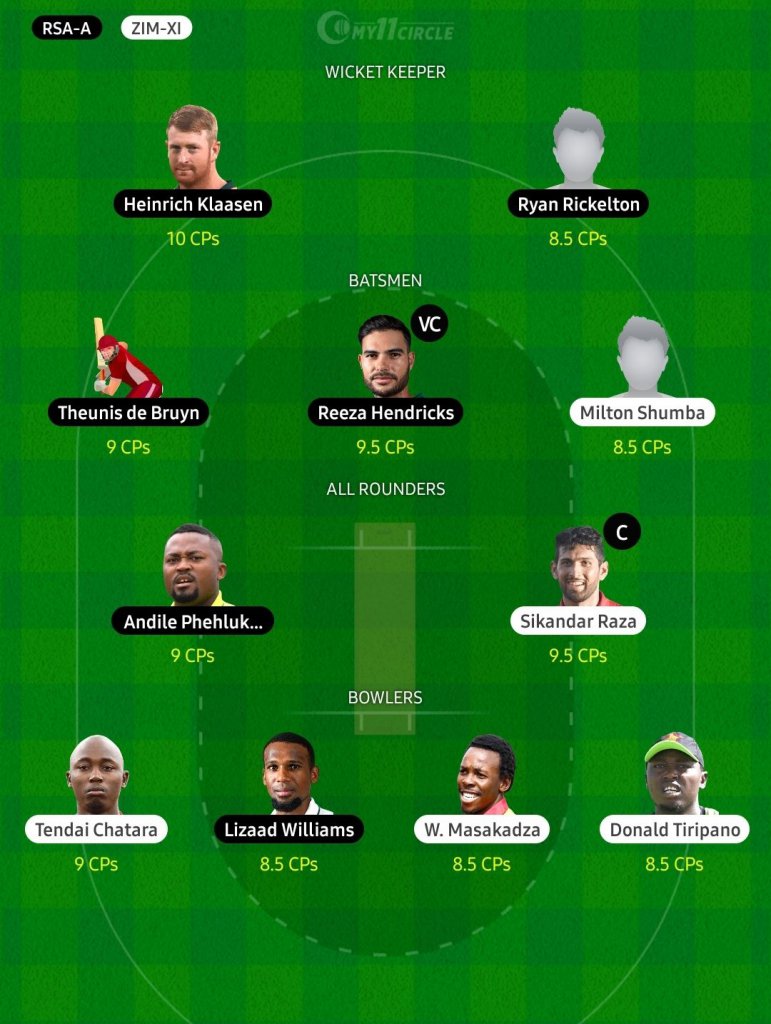 RSA-A ZIM-XI MY11CIRCLE
WICKET KEEPER
Heinrich Klaasen Ryan Rickelton
10 CPs 8.5 CPs
BATSMEN
VC
Theunis de Bruyn Reeza Hendricks Milton Shumba
9 CPs 9.5 CPs 8.5 CPs
ALL ROUNDERS
C
Andile Phehluk... Sikandar Raza
9 CPs 9.5 CPs
BOWLERS
Tendai Chatara Lizaad Williams W. Masakadza Donald Tiripano
9 CPs 8.5 CPs 8.5 CPs 8.5 CPs